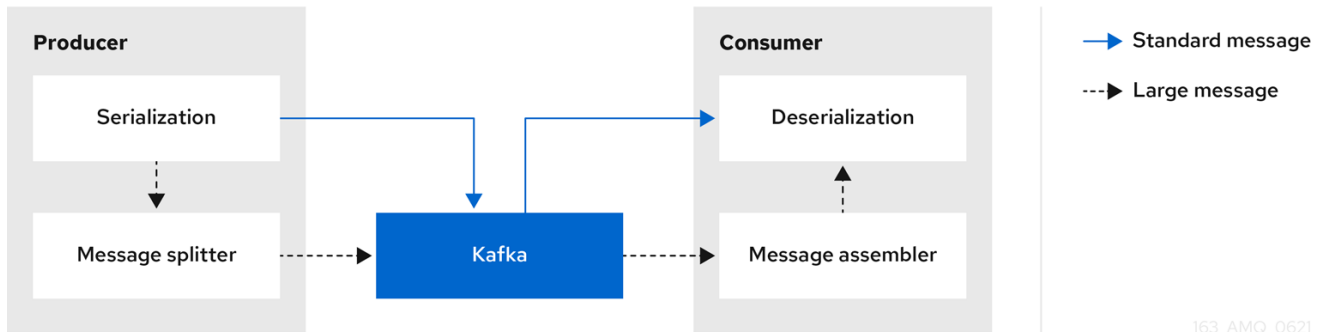 Producer
Serialization
Message splitter
Kafka
Consumer
Deserialization
Message assembler
Standard message
Large message
163_AMQ_0621